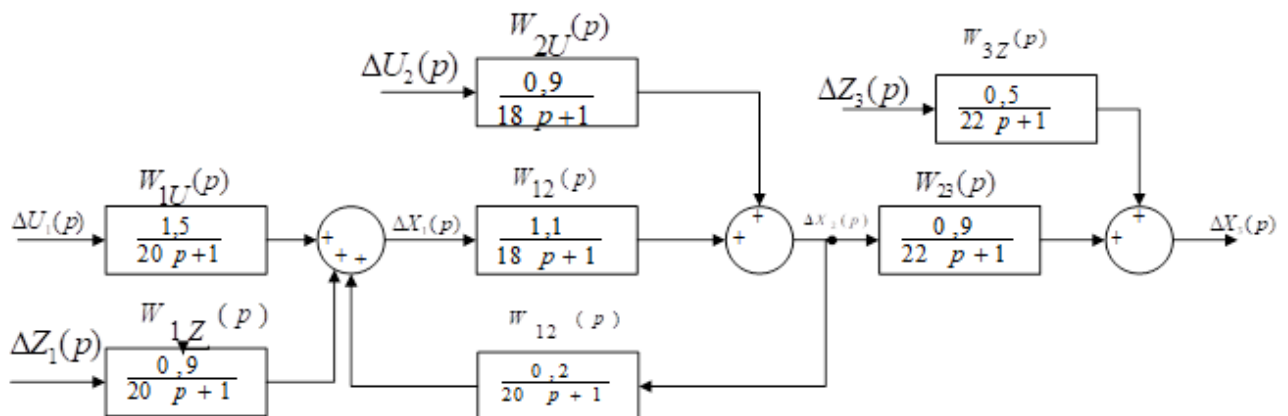 W2U(p)
ΔU2(p)
0,9
18 p+1
W3Z(p)
ΔZ3(p)
0,5
22 p+1
W1U(p)
ΔU1(p)
1,5
20 p+1
+
+
+
ΔX1(p)
W12(p)
1,1
18 p+1
+
+
ΔX2(p)
W23(p)
0,9
22 p+1
+
+
ΔX3(p)
W1Z(p)
ΔZ1(p)
0,9
20 p+1
W12(p)
0,2
20 p+1